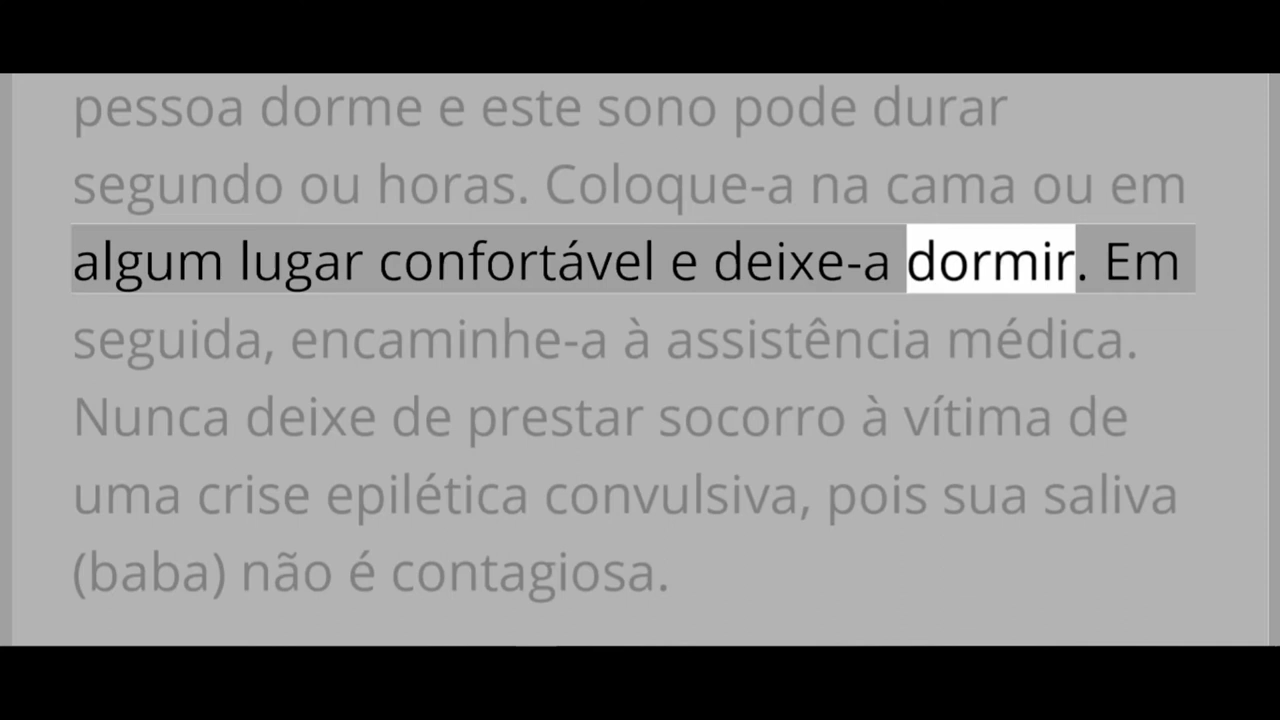 pessoa dorme e este sono pode durar
segundo ou horas. Coloque-a na cama ou em
algum lugar confortável e deixe-a dormir. Em
seguida, encaminhe-a à assistência médica.
Nunca deixe de prestar socorro à vítima de
uma crise epilética convulsiva, pois sua saliva
(baba) não é contagiosa.